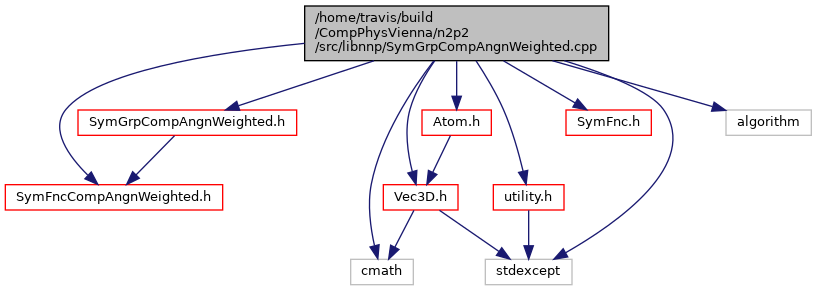 /home/travis/build
/CompPhysVienna/n2p2
/src/libnnp/SymGrpCompAngnWeighted.cpp
SymGrpCompAngnWeighted.h
Atom.h
SymFnc.h
algorithm
SymFncCompAngnWeighted.h
Vec3D.h
utility.h
cmath
stdexcept